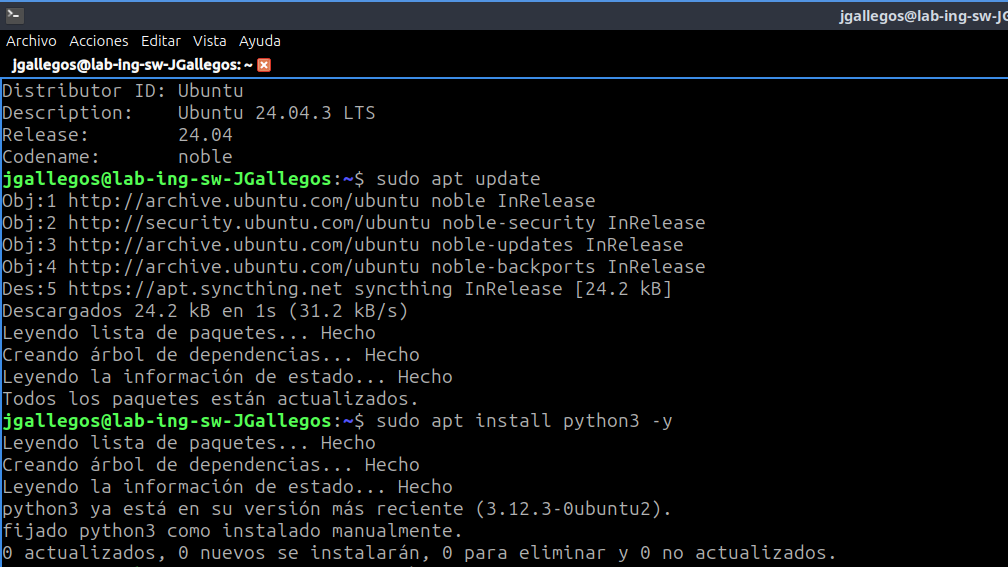 jgallegos@lab-ing-sw-JG
Archivo Acciones Editar Vista Ayuda
jgallegos@lab-ing-sw-JGallegos: ~
Distributor ID: Ubuntu
Description:    Ubuntu 24.04.3 LTS
Release:        24.04
Codename:       noble
jgallegos@lab-ing-sw-JGallegos:~$ sudo apt update
Obj:1 http://archive.ubuntu.com/ubuntu noble InRelease
Obj:2 http://security.ubuntu.com/ubuntu noble-security InRelease
Obj:3 http://archive.ubuntu.com/ubuntu noble-updates InRelease
Obj:4 http://archive.ubuntu.com/ubuntu noble-backports InRelease
Des:5 https://apt.syncthing.net syncthing InRelease [24.2 kB]
Descargados 24.2 kB en 1s (31.2 kB/s)
Leyendo lista de paquetes... Hecho
Creando árbol de dependencias... Hecho
Leyendo la información de estado... Hecho
Todos los paquetes están actualizados.
jgallegos@lab-ing-sw-JGallegos:~$ sudo apt install python3 -y
Leyendo lista de paquetes... Hecho
Creando árbol de dependencias... Hecho
Leyendo la información de estado... Hecho
python3 ya está en su versión más reciente (3.12.3-0ubuntu2).
fijado python3 como instalado manualmente.
0 actualizados, 0 nuevos se instalarán, 0 para eliminar y 0 no actualizados.